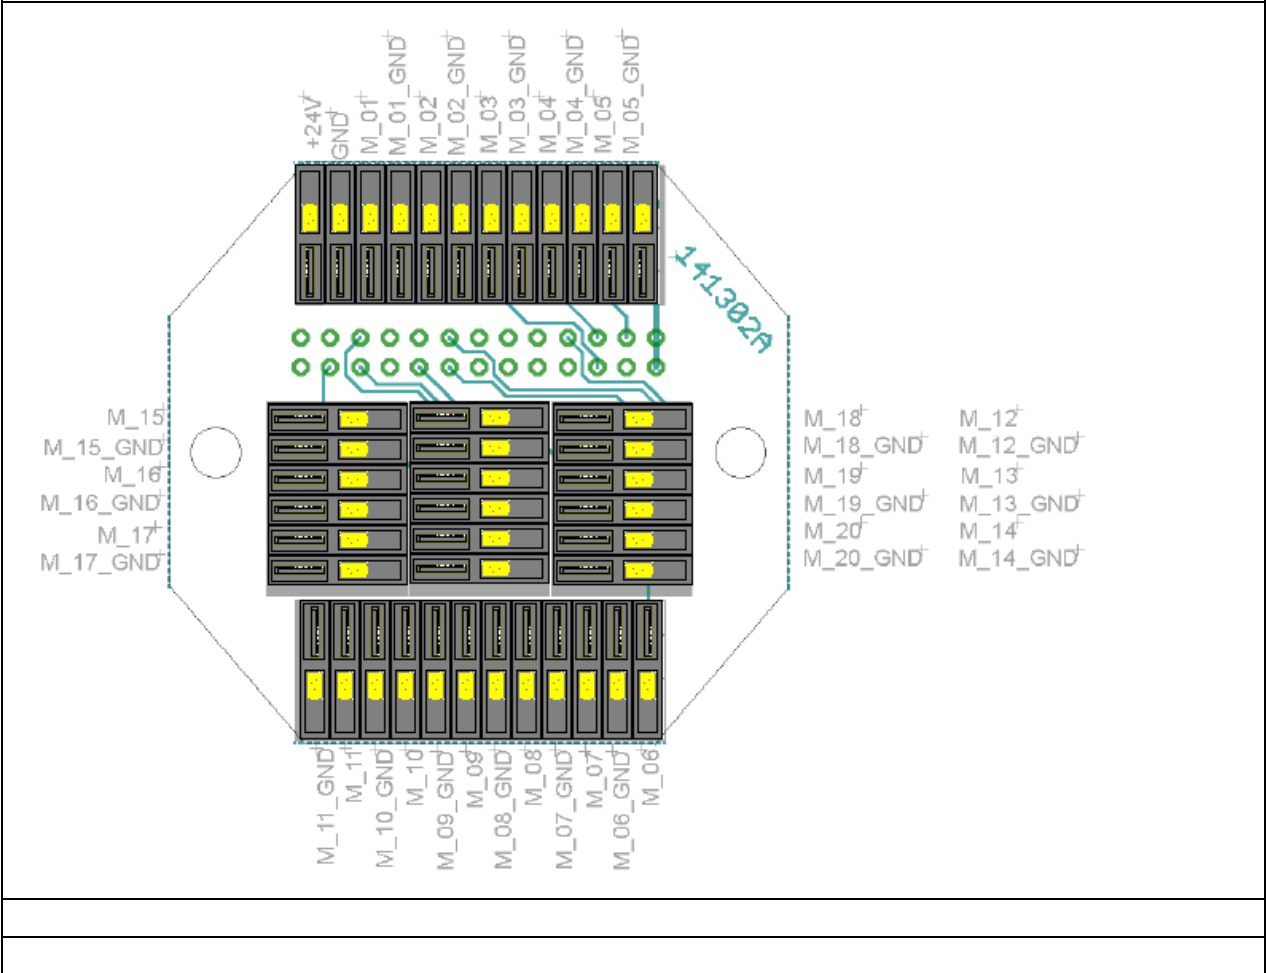 +24V
GND
M_01
M_01_GND
M_02
M_02_GND
M_03
M_03_GND
M_04
M_04_GND
M_05
M_05_GND
141302A
M_15
M_15_GND
M_16
M_16_GND
M_17
M_17_GND
M_18 M_12
M_18_GND M_12_GND
M_19 M_13
M_19_GND M_13_GND
M_20 M_14
M_20_GND M_14_GND
M_11_GND
M_11
M_10_GND
M_10
M_09_GND
M_09
M_08_GND
M_08
M_07_GND
M_07
M_06_GND
M_06